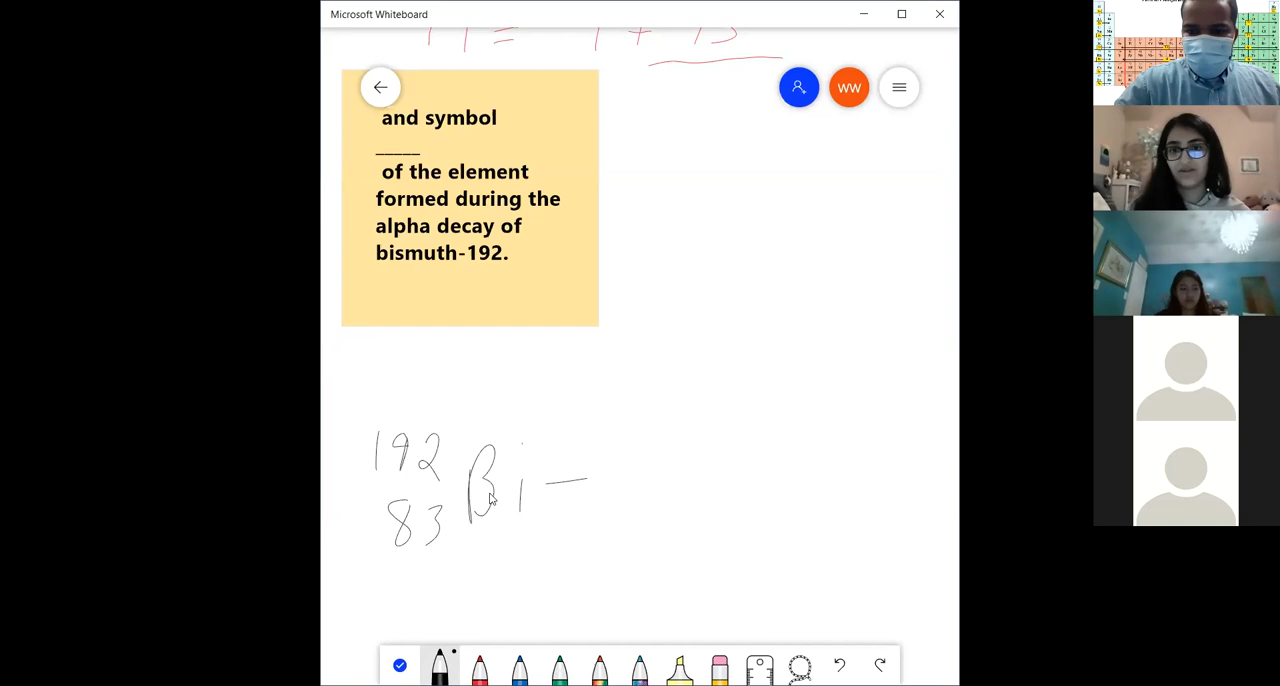 Microsoft Whiteboard
WW
and symbol
_____
of the element
formed during the
alpha decay of
bismuth-192.
192
83 Bi —